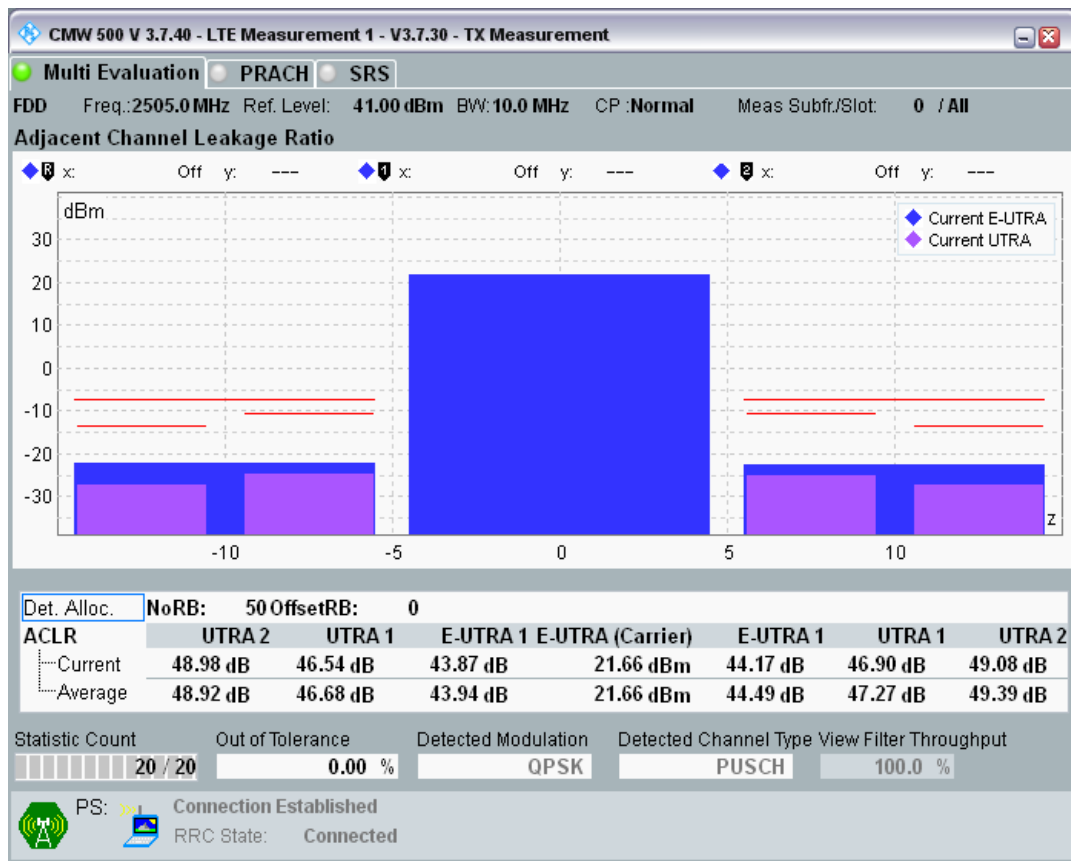 CMW 500 V 3.7.40 - LTE Measurement 1 - V3.7.30 - TX Measurement
Multi Evaluation PRACH SRS
FDD Freq.:2505.0 MHz Ref. Level: 41.00 dBm BW:10.0 MHz CP :Normal Meas Subfr./Slot: 0 / All
Adjacent Channel Leakage Ratio
R x: Off y: --- 1 x: Off y: --- 2 x: Off y: ---
dBm
Current E-UTRA
Current UTRA
30
20
10
0
-10
-20
-30
z
-10 -5 0 5 10
Det. Alloc. NoRB: 50 OffsetRB: 0
ACLR UTRA 2 UTRA 1 E-UTRA 1 E-UTRA (Carrier) E-UTRA 1 UTRA 1 UTRA 2
Current 48.98 dB 46.54 dB 43.87 dB 21.66 dBm 44.17 dB 46.90 dB 49.08 dB
Average 48.92 dB 46.68 dB 43.94 dB 21.66 dBm 44.49 dB 47.27 dB 49.39 dB
Statistic Count Out of Tolerance Detected Modulation Detected Channel Type View Filter Throughput
20 / 20 0.00 % QPSK PUSCH 100.0 %
PS: Connection Established
RRC State: Connected